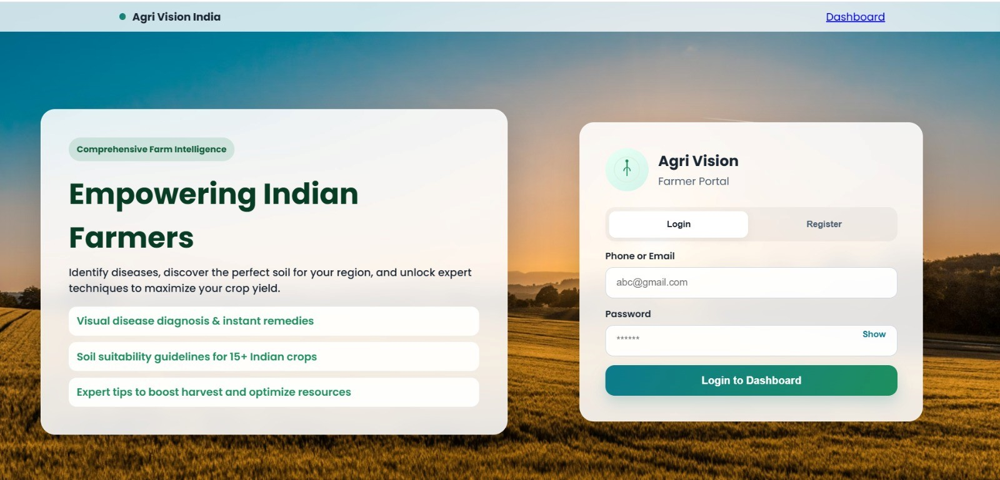 Agri Vision India
Dashboard
Comprehensive Farm Intelligence
Empowering Indian
Farmers
Identify diseases, discover the perfect soil for your region, and unlock expert
techniques to maximize your crop yield.
Visual disease diagnosis & instant remedies
Soil suitability guidelines for 15+ Indian crops
Expert tips to boost harvest and optimize resources
Agri Vision
Farmer Portal
Login
Register
Phone or Email
abc@gmail.com
Password
******
Show
Login to Dashboard